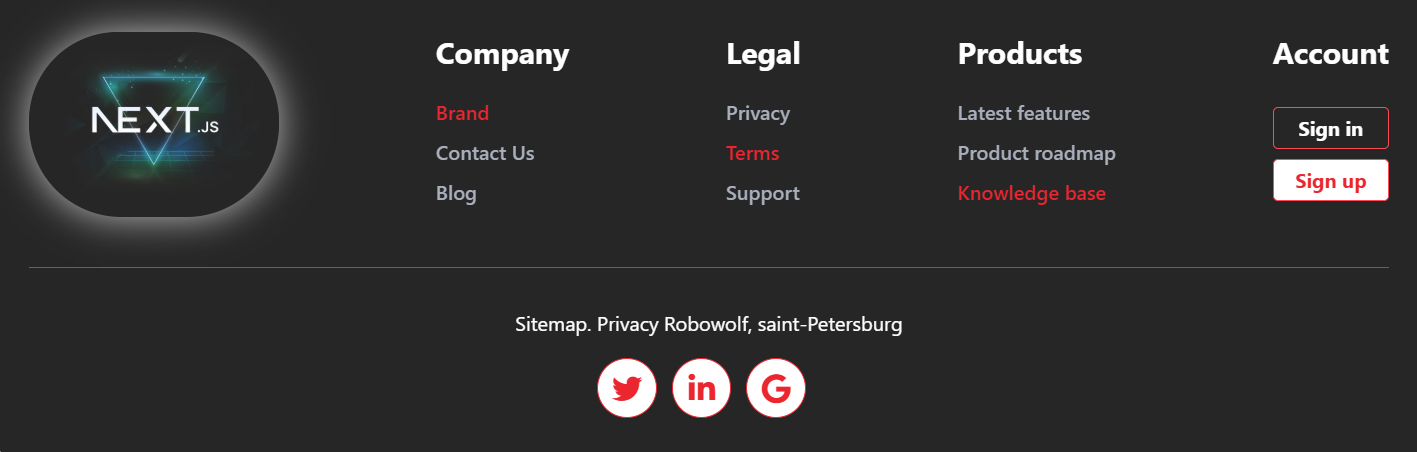 NEXT.JS
Company
Brand
Contact Us
Blog
Legal
Privacy
Terms
Support
Products
Latest features
Product roadmap
Knowledge base
Account
Sign in
Sign up
Sitemap. Privacy Robowolf, saint-Petersburg
in
G